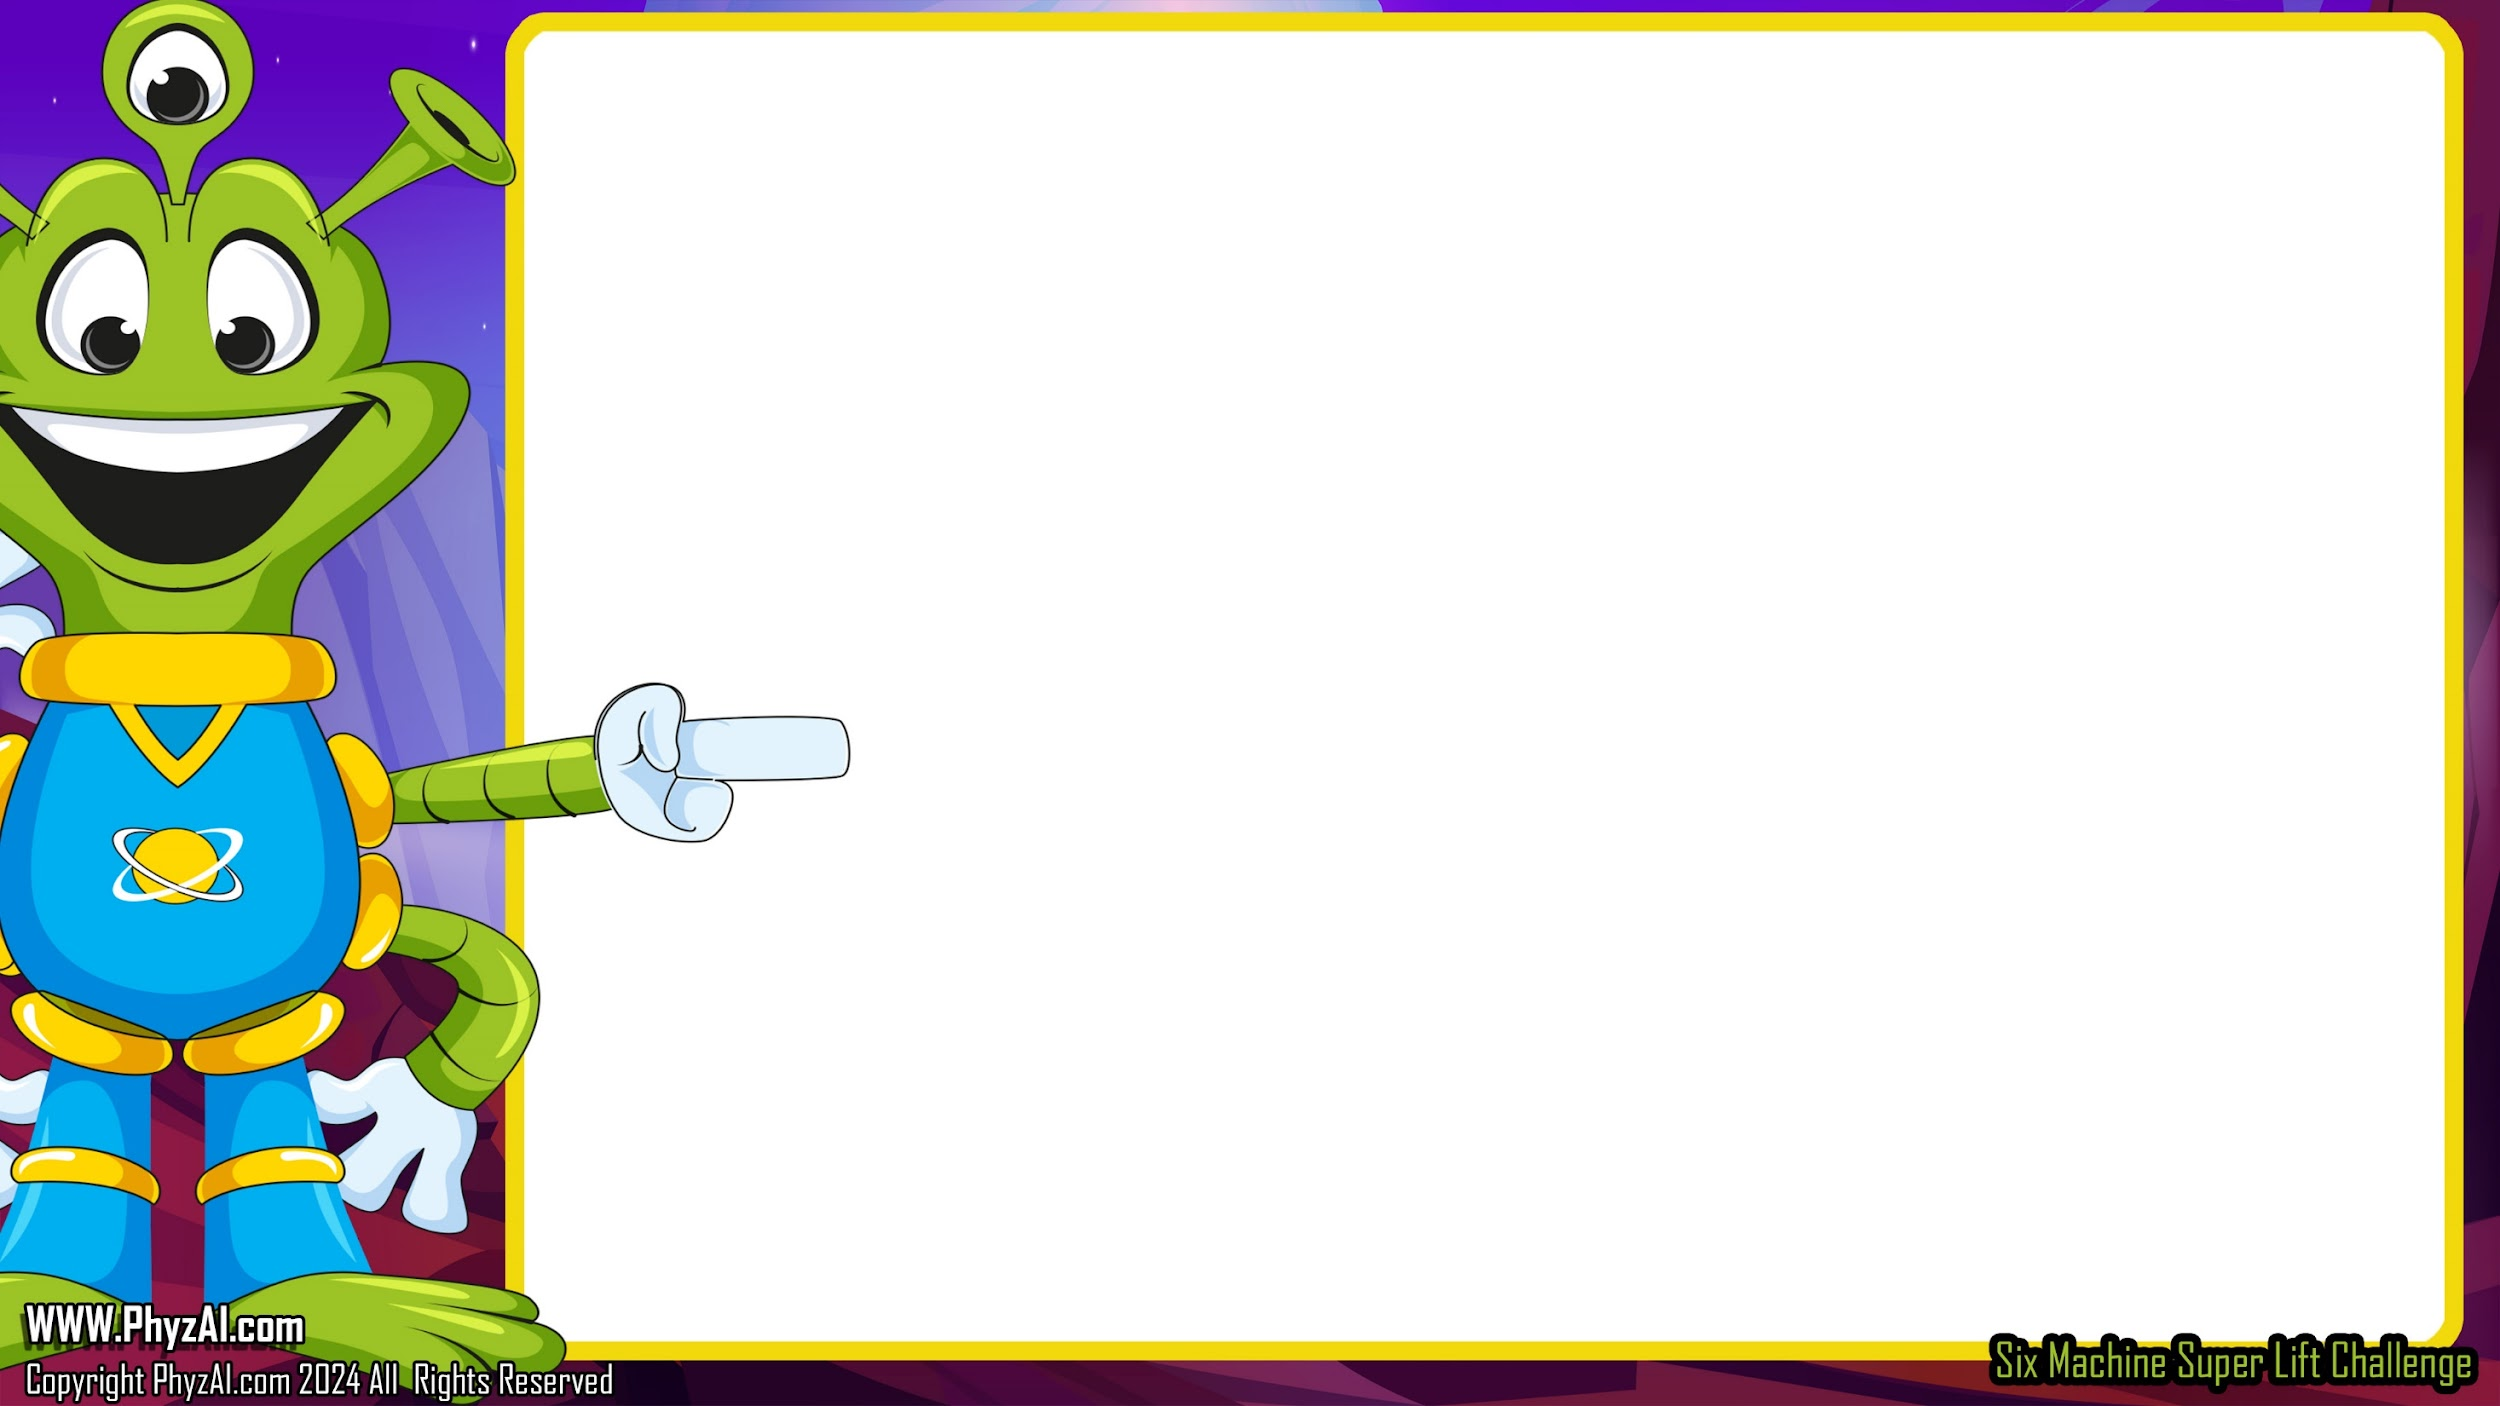 WWW.PhyzAI.com
Copyright PhyzAI.com 2024 All Rights Reserved
Six Machine Super Lift Challenge